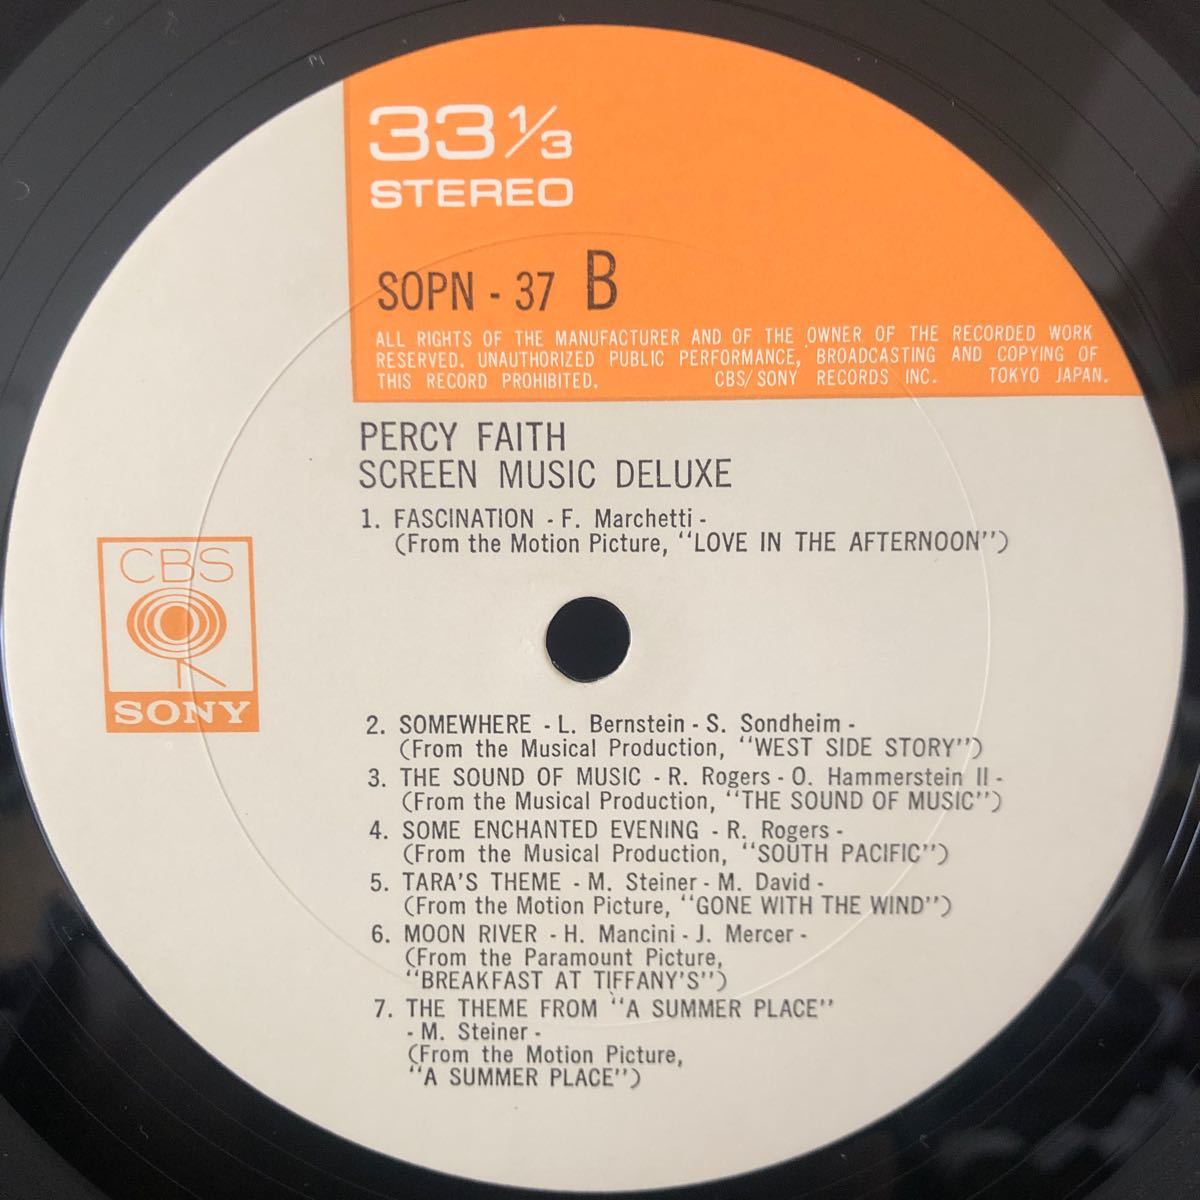 33 1/3
STEREO
SOPN - 37 B
ALL RIGHTS OF THE MANUFACTURER AND OF THE OWNER OF THE RECORDED WORK
RESERVED. UNAUTHORIZED PUBLIC PERFORMANCE, BROADCASTING AND COPYING OF
THIS RECORD PROHIBITED. CBS/SONY RECORDS INC. TOKYO JAPAN.
PERCY FAITH
SCREEN MUSIC DELUXE
1. FASCINATION - F. Marchetti -
(From the Motion Picture, "LOVE IN THE AFTERNOON")
CBS
SONY
2. SOMEWHERE - L. Bernstein - S. Sondheim -
(From the Musical Production, "WEST SIDE STORY")
3. THE SOUND OF MUSIC - R. Rogers - O. Hammerstein II -
(From the Musical Production, "THE SOUND OF MUSIC")
4. SOME ENCHANTED EVENING - R. Rogers -
(From the Musical Production, "SOUTH PACIFIC")
5. TARA'S THEME - M. Steiner - M. David -
(From the Motion Picture, "GONE WITH THE WIND")
6. MOON RIVER - H. Mancini - J. Mercer -
(From the Paramount Picture,
"BREAKFAST AT TIFFANY'S")
7. THE THEME FROM "A SUMMER PLACE"
- M. Steiner -
(From the Motion Picture,
"A SUMMER PLACE")